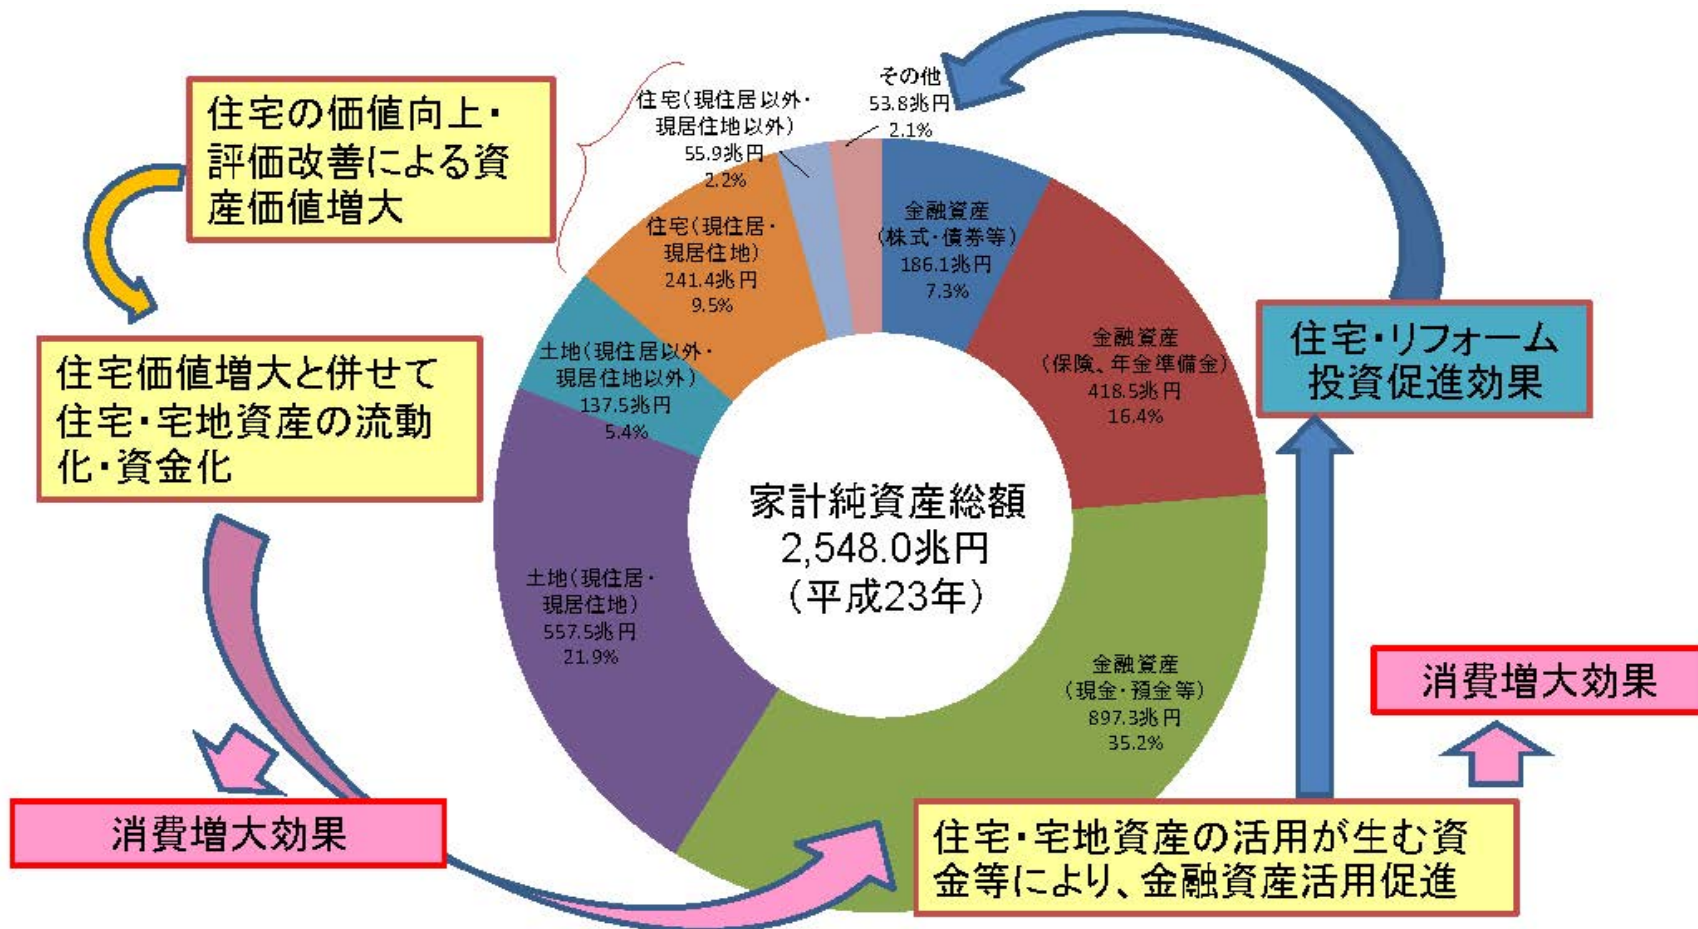 その他
53.8兆円
2.1%
住宅(現住居以外・
現居住地以外)
55.9兆円
2.2%
住宅の価値向上・
評価改善による資
産価値増大
住宅(現住居・
現居住地)
241.4兆円
9.5%
金融資産
(株式・債券等)
186.1兆円
7.3%
住宅価値増大と併せて
住宅・宅地資産の流動
化・資金化
土地(現住居以外・
現居住地以外)
137.5兆円
5.4%
金融資産
(保険、年金準備金)
418.5兆円
16.4%
住宅・リフォーム
投資促進効果
家計純資産総額
2,548.0兆円
(平成23年)
土地(現住居・
現居住地)
557.5兆円
21.9%
金融資産
(現金・預金等)
897.3兆円
35.2%
消費増大効果
消費増大効果
住宅・宅地資産の活用が生む資
金等により、金融資産活用促進